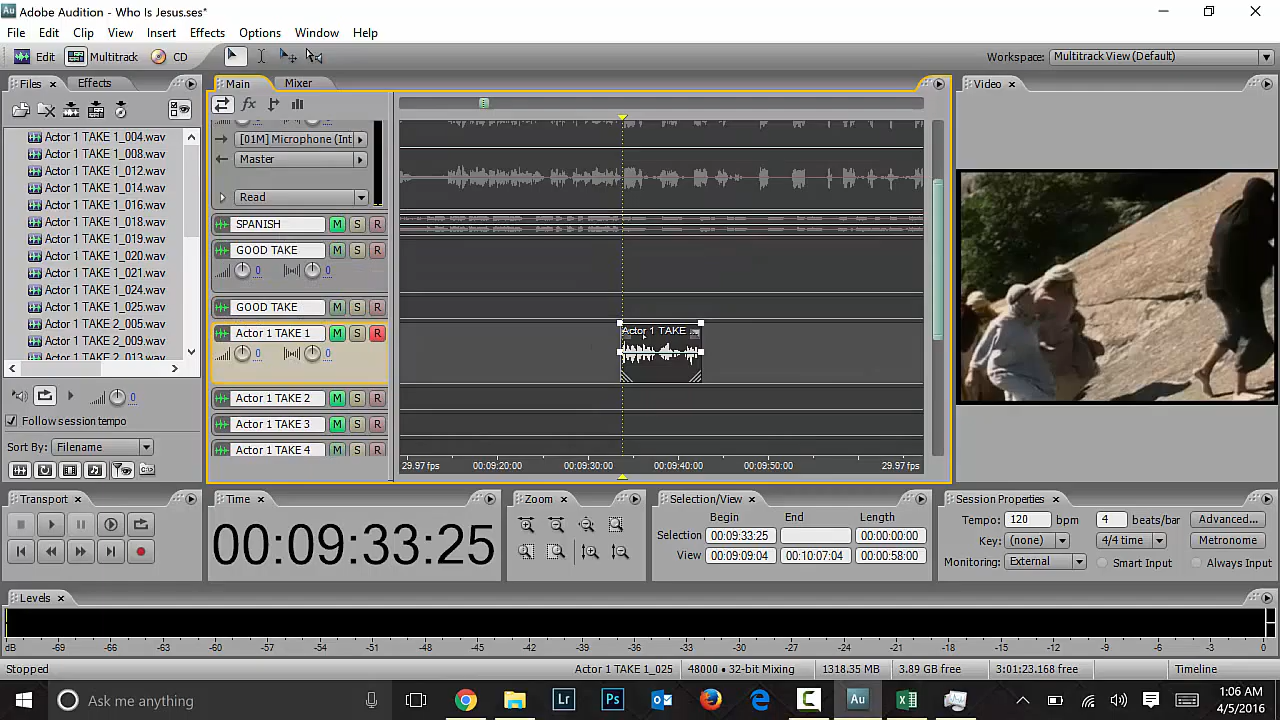 Au Adobe Audition - Who Is Jesus.ses*
File Edit Clip View Insert Effects Options Window Help
Edit Multitrack CD Workspace: Multitrack View (Default)
Files Effects Main Mixer Video
Actor 1 TAKE 1_004.wav
Actor 1 TAKE 1_008.wav
Actor 1 TAKE 1_012.wav
Actor 1 TAKE 1_014.wav
Actor 1 TAKE 1_016.wav
Actor 1 TAKE 1_018.wav
Actor 1 TAKE 1_019.wav
Actor 1 TAKE 1_020.wav
Actor 1 TAKE 1_021.wav
Actor 1 TAKE 1_024.wav
Actor 1 TAKE 1_025.wav
Actor 1 TAKE 2_005.wav
Actor 1 TAKE 2_013.wav
0
Follow session tempo
Sort By: Filename
fx
[01M] Microphone (Int
Master
Read
SPANISH M S R
GOOD TAKE M S R
0 0
GOOD TAKE M S R
Actor 1 TAKE 1 M S R
0 0
Actor 1 TAKE
Actor 1 TAKE 2 M S R
Actor 1 TAKE 3 M S R
Actor 1 TAKE 4 M S R
29.97 fps 00:09:20:00 00:09:30:00 00:09:40:00 00:09:50:00 29.97 fps
Transport
Time
00:09:33:25
Zoom
Selection/View
Begin End Length
Selection 00:09:33:25 00:00:00:00
View 00:09:09:04 00:10:07:04 00:00:58:00
Session Properties
Tempo: 120 bpm 4 beats/bar Advanced...
Key: (none) 4/4 time Metronome
Monitoring: External Smart Input Always Input
Levels
dB -69 -66 -63 -60 -57 -54 -51 -48 -45 -42 -39 -36 -33 -30 -27 -24 -21 -18 -15 -12 -9 -6 -3 0
Stopped Actor 1 TAKE 1_025 48000 • 32-bit Mixing 1318.35 MB 3.89 GB free 3:01:23.168 free Timeline
Ask me anything Lr Ps Au 1:06 AM
4/5/2016